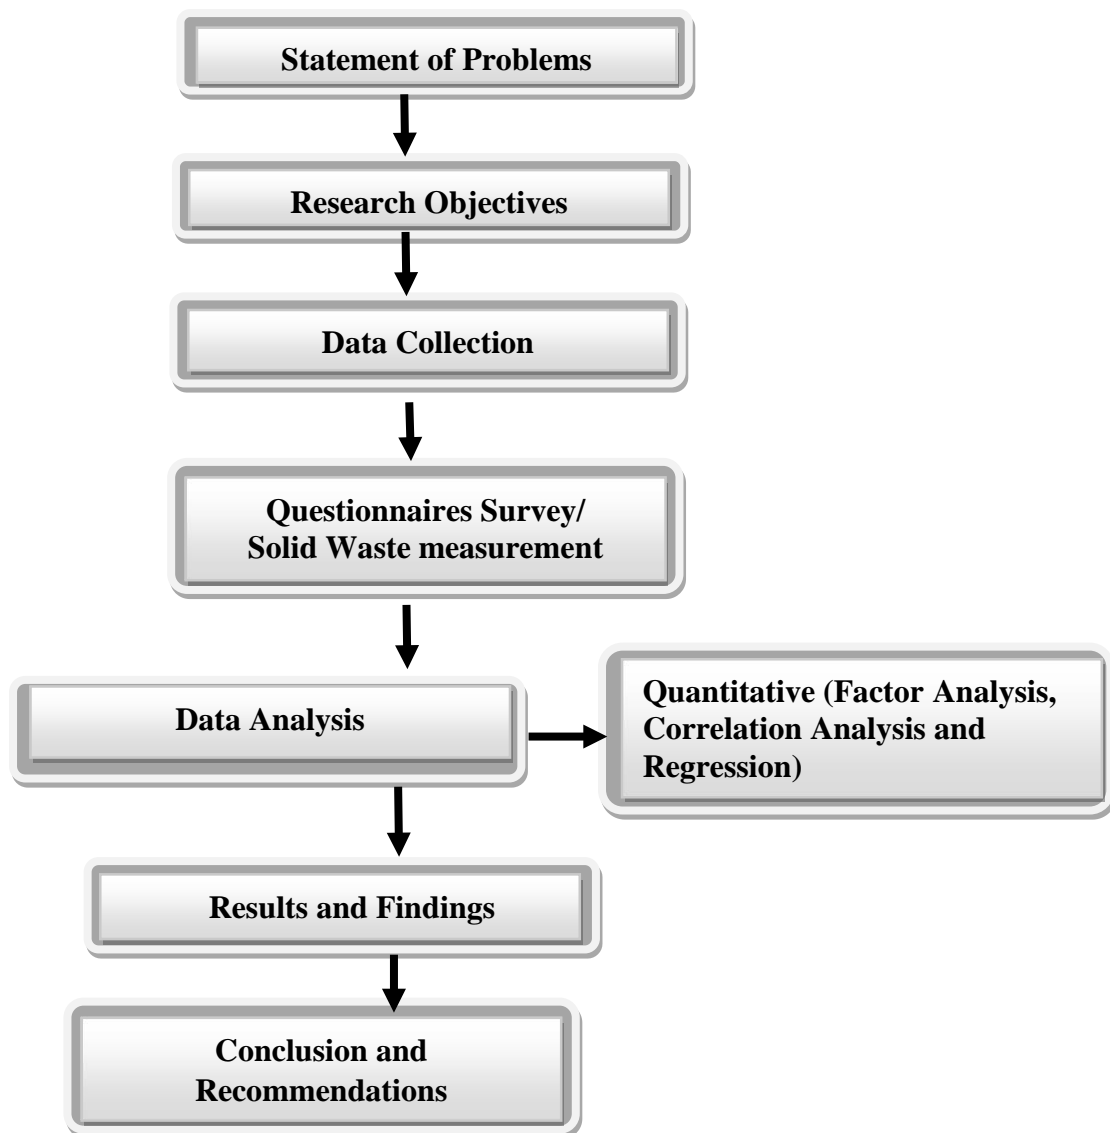 Statement of Problems
Research Objectives
Data Collection
Questionnaires Survey/
Solid Waste measurement
Data Analysis
Quantitative (Factor Analysis,
Correlation Analysis and
Regression)
Results and Findings
Conclusion and
Recommendations